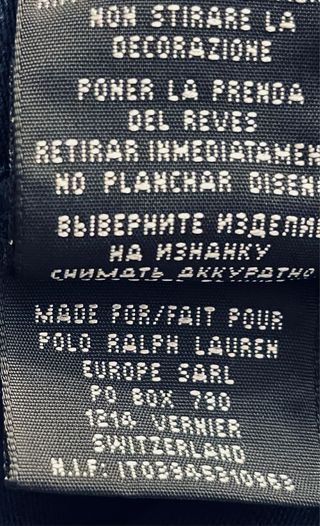 NON STIRARE LA
DECORAZIONE
PONER LA PRENDA
DEL REVES
RETIRAR INMEDIATAMEN
NO PLANCHAR DISEN
ВЫВЕРНИТЕ ИЗДЕЛИ
НА ИЗНАНКУ
СНИМАТЬ АККУРАТНО
MADE FOR/FAIT POUR
POLO RALPH LAUREN
EUROPE SARL
PO BOX 790
1214 VERNIER
SWITZERLAND
N.I.F: